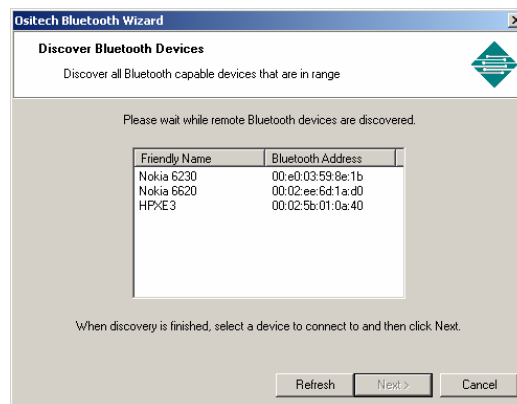 Ositech Bluetooth Wizard
Discover Bluetooth Devices
Discover all Bluetooth capable devices that are in range
Please wait while remote Bluetooth devices are discovered.
Friendly Name Bluetooth Address
Nokia 6230 00:e0:03:59:8e:1b
Nokia 6620 00:02:ee:6d:1a:d0
HPXE3 00:02:5b:01:0a:40
When discovery is finished, select a device to connect to and then click Next.
Refresh Next > Cancel